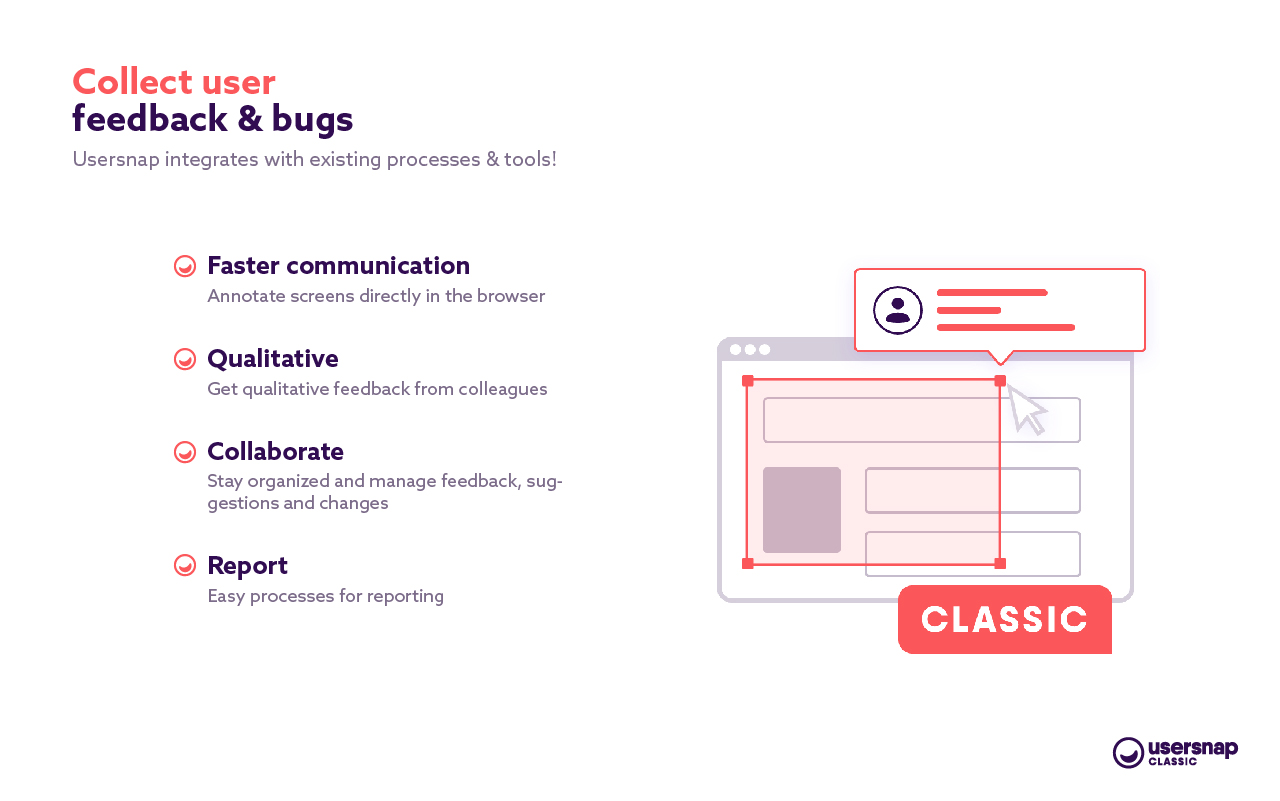 Collect user
feedback & bugs
Usersnap integrates with existing processes & tools!
Faster communication
Annotate screens directly in the browser
Qualitative
Get qualitative feedback from colleagues
Collaborate
Stay organized and manage feedback, sug-
gestions and changes
Report
Easy processes for reporting
CLASSIC
usersnap
CLASSIC